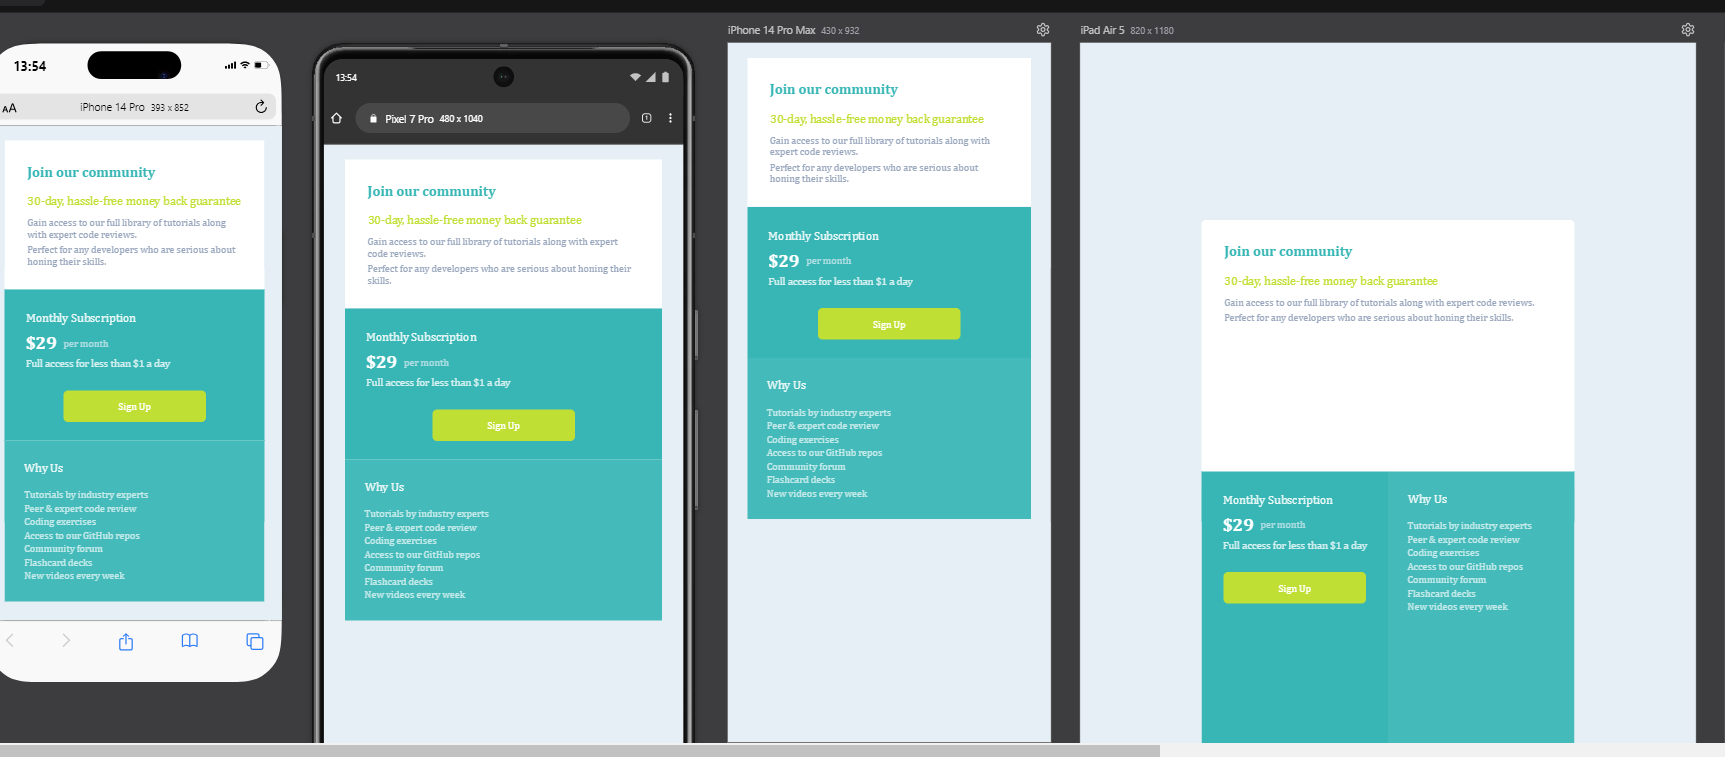 13:54
AA
iPhone 14 Pro 393 x 852
Join our community
30-day, hassle-free money back guarantee
Gain access to our full library of tutorials along
with expert code reviews.
Perfect for any developers who are serious about
honing their skills.
Monthly Subscription
$29 per month
Full access for less than $1 a day
Sign Up
Why Us
Tutorials by industry experts
Peer & expert code review
Coding exercises
Access to our GitHub repos
Community forum
Flashcard decks
New videos every week
13:54
Pixel 7 Pro 480 x 1040
1
Join our community
30-day, hassle-free money back guarantee
Gain access to our full library of tutorials along with expert
code reviews.
Perfect for any developers who are serious about honing their
skills.
Monthly Subscription
$29 per month
Full access for less than $1 a day
Sign Up
Why Us
Tutorials by industry experts
Peer & expert code review
Coding exercises
Access to our GitHub repos
Community forum
Flashcard decks
New videos every week
iPhone 14 Pro Max 430 x 932
Join our community
30-day, hassle-free money back guarantee
Gain access to our full library of tutorials along with
expert code reviews.
Perfect for any developers who are serious about
honing their skills.
Monthly Subscription
$29 per month
Full access for less than $1 a day
Sign Up
Why Us
Tutorials by industry experts
Peer & expert code review
Coding exercises
Access to our GitHub repos
Community forum
Flashcard decks
New videos every week
iPad Air 5 820 x 1180
Join our community
30-day, hassle-free money back guarantee
Gain access to our full library of tutorials along with expert code reviews.
Perfect for any developers who are serious about honing their skills.
Monthly Subscription
$29 per month
Full access for less than $1 a day
Sign Up
Why Us
Tutorials by industry experts
Peer & expert code review
Coding exercises
Access to our GitHub repos
Community forum
Flashcard decks
New videos every week